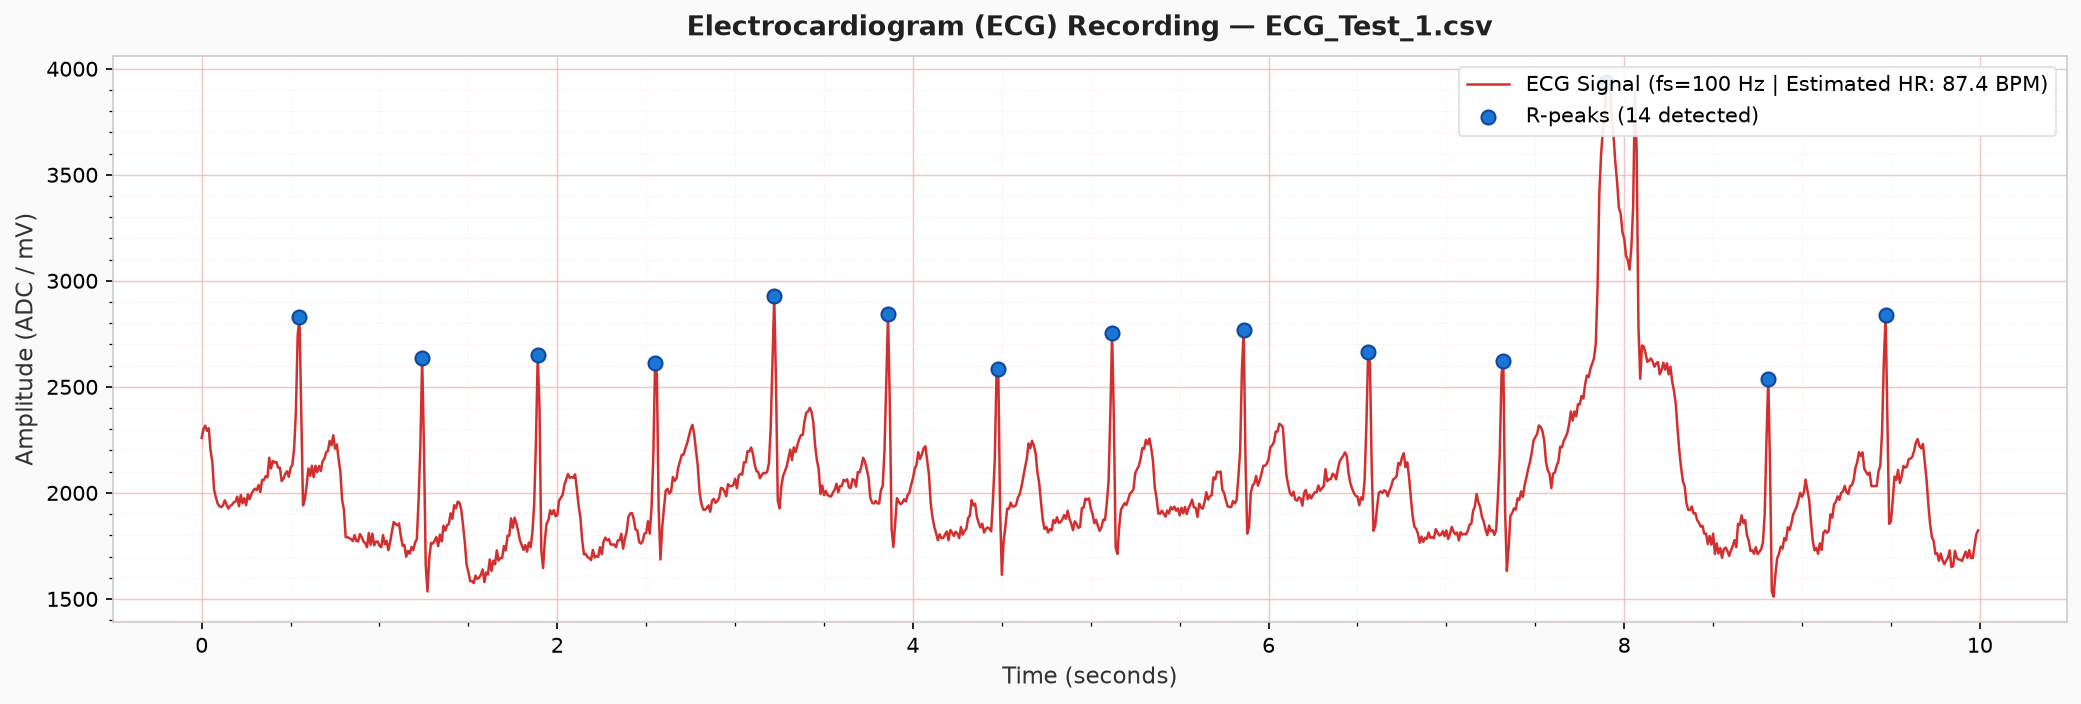 Electrocardiogram (ECG) Recording — ECG_Test_1.csv
ECG Signal (fs=100 Hz | Estimated HR: 87.4 BPM)
R-peaks (14 detected)
Amplitude (ADC / mV)
4000
3500
3000
2500
2000
1500
0 2 4 6 8 10
Time (seconds)